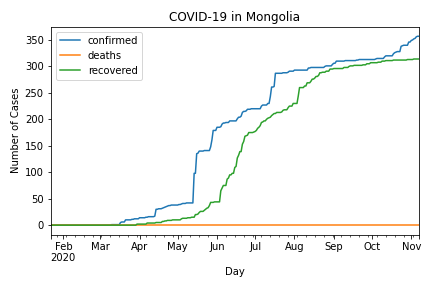 COVID-19 in Mongolia
confirmed
deaths
recovered
Number of Cases
350
300
250
200
150
100
50
0
Feb Mar Apr May Jun Jul Aug Sep Oct Nov
2020
Day